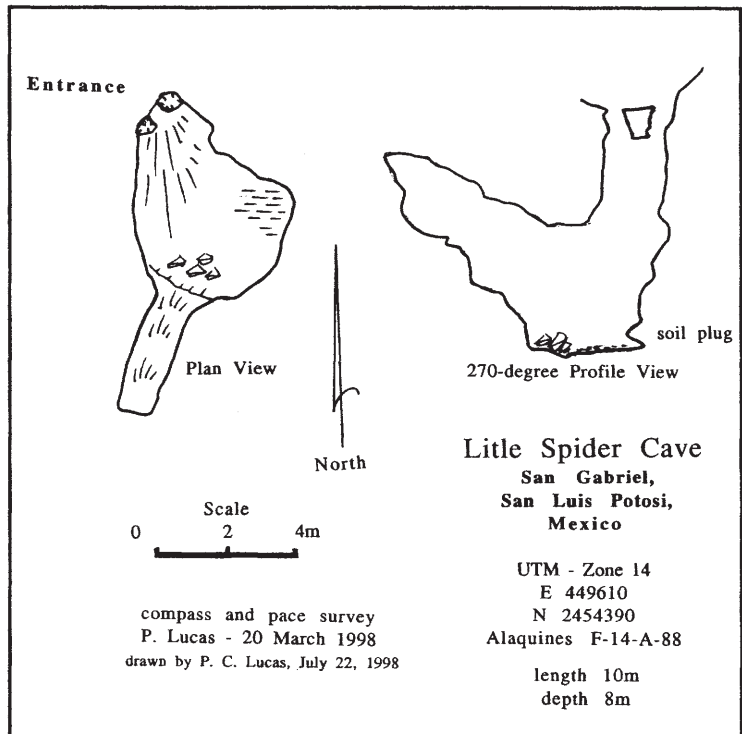 Entrance
Plan View
soil plug
270-degree Profile View
North
Litle Spider Cave
San Gabriel,
San Luis Potosi,
Mexico
Scale
0 2 4m
UTM - Zone 14
E 449610
N 2454390
Alaquines F-14-A-88
length 10m
depth 8m
compass and pace survey
P. Lucas - 20 March 1998
drawn by P. C. Lucas, July 22, 1998